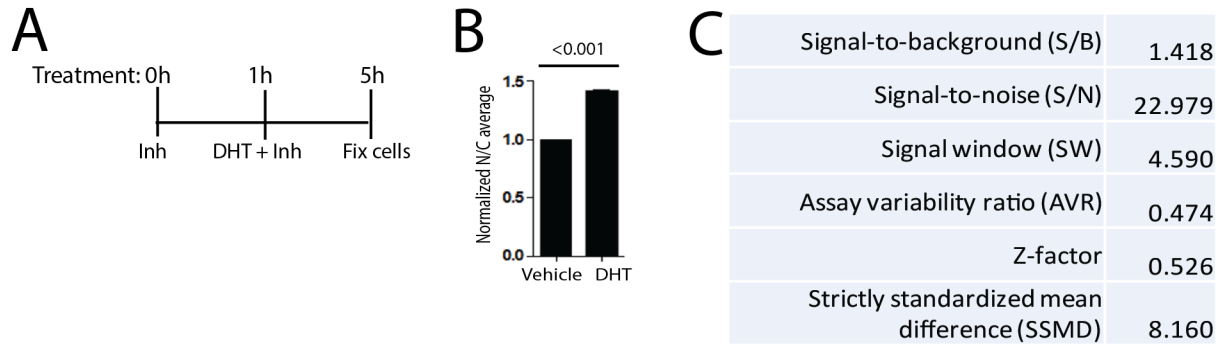 A
Treatment: 0h 1h 5h
Inh DHT + Inh Fix cells
B
<0.001
Normalized N/C average
1.5
1.0
0.5
0.0
Vehicle DHT
C
Signal-to-background (S/B) 1.418
Signal-to-noise (S/N) 22.979
Signal window (SW) 4.590
Assay variability ratio (AVR) 0.474
Z-factor 0.526
Strictly standardized mean
difference (SSMD) 8.160